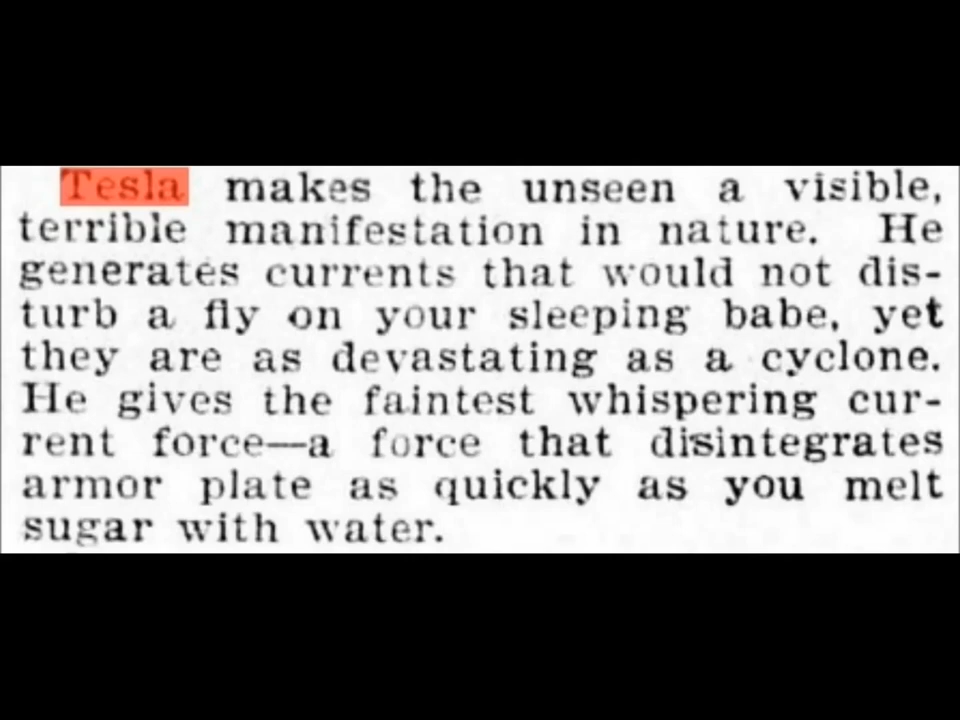 Tesla makes the unseen a visible,
terrible manifestation in nature. He
generates currents that would not dis-
turb a fly on your sleeping babe, yet
they are as devastating as a cyclone.
He gives the faintest whispering cur-
rent force—a force that disintegrates
armor plate as quickly as you melt
sugar with water.